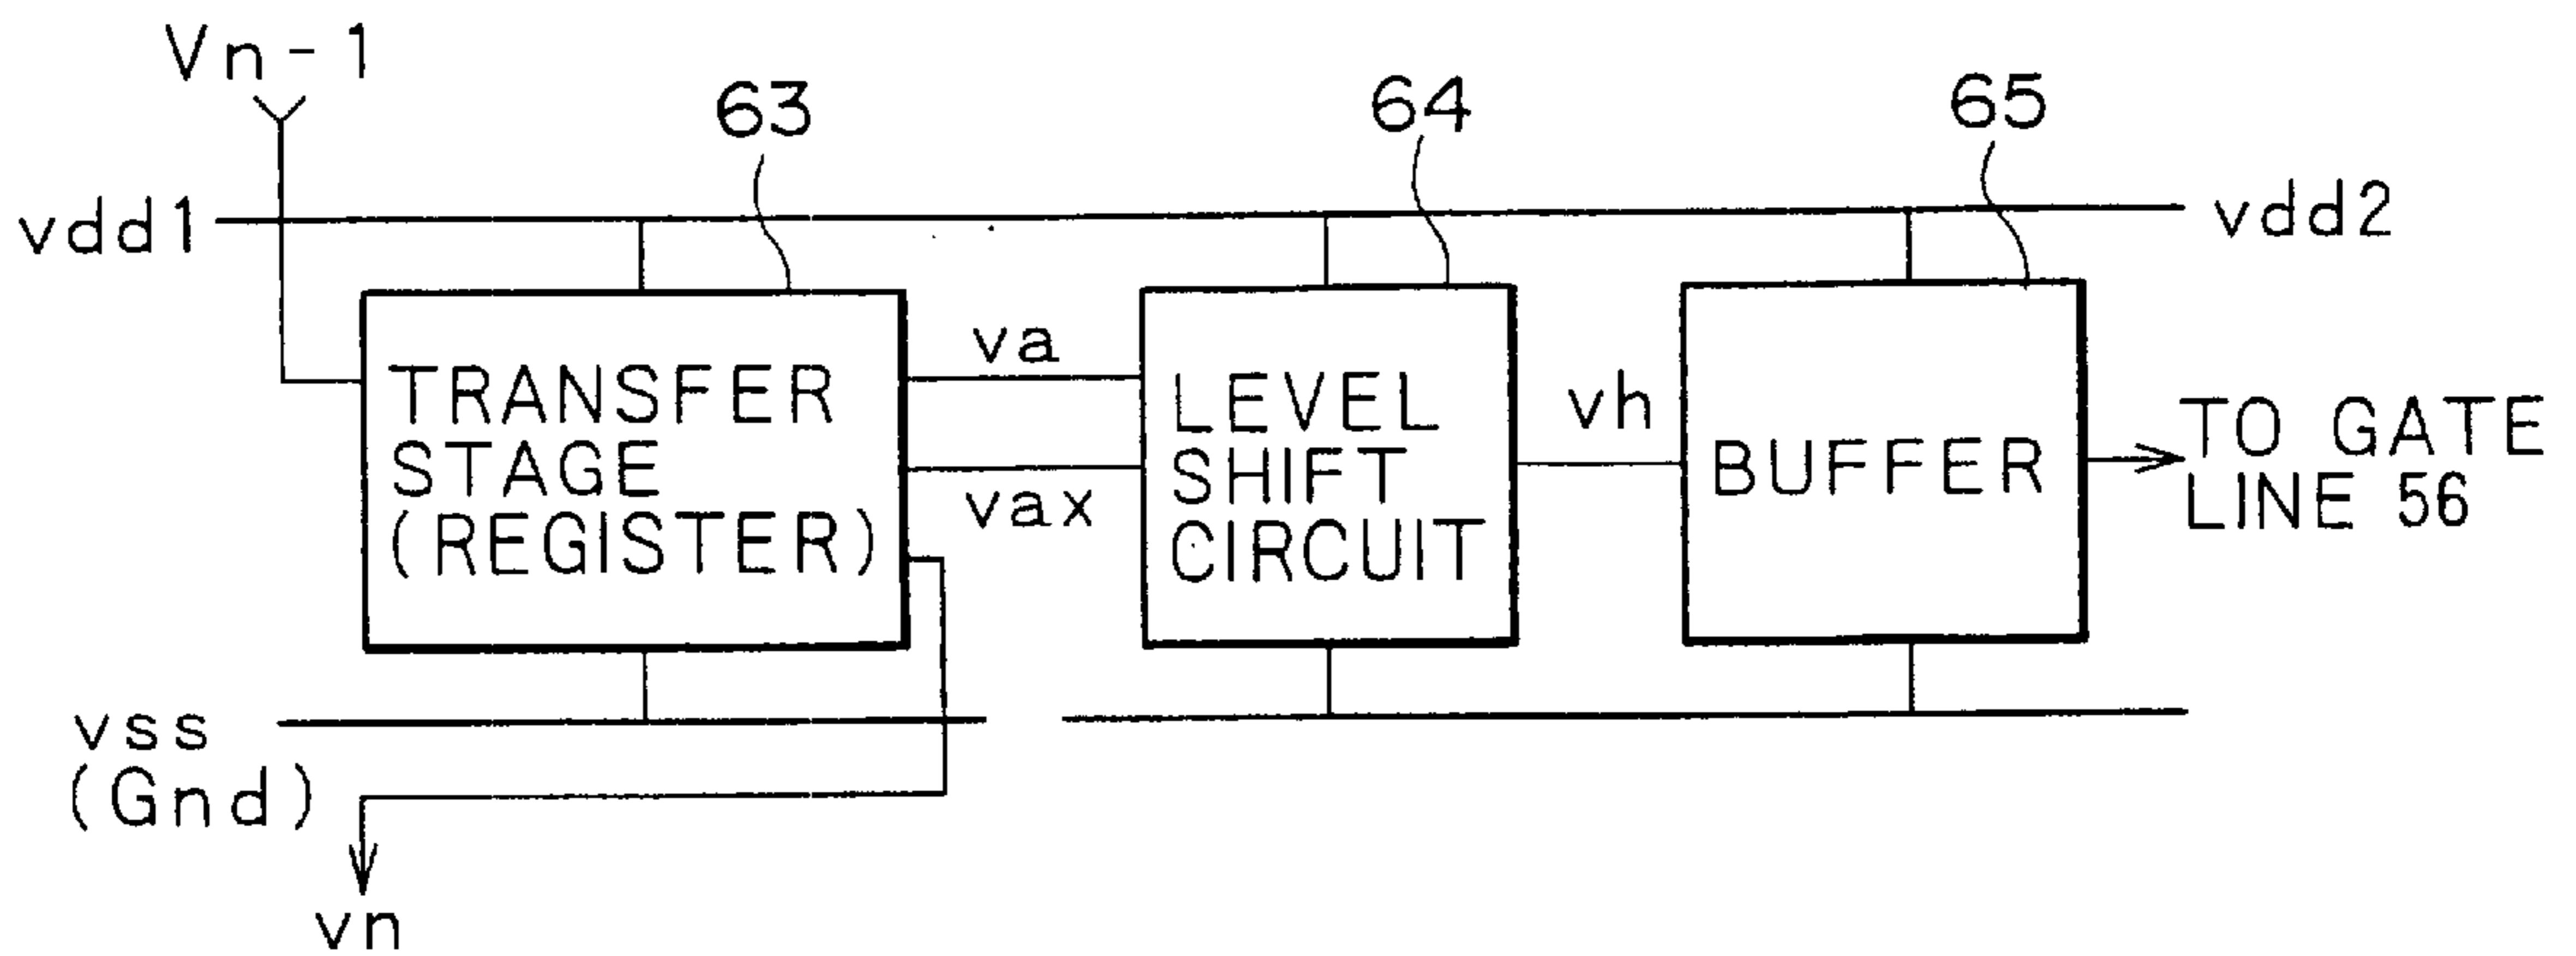 Vn-1
63
64
65
vdd1
vdd2
TRANSFER
STAGE
(REGISTER)
va
vax
LEVEL
SHIFT
CIRCUIT
vh
BUFFER
TO GATE
LINE 56
vss
(Gnd)
vn